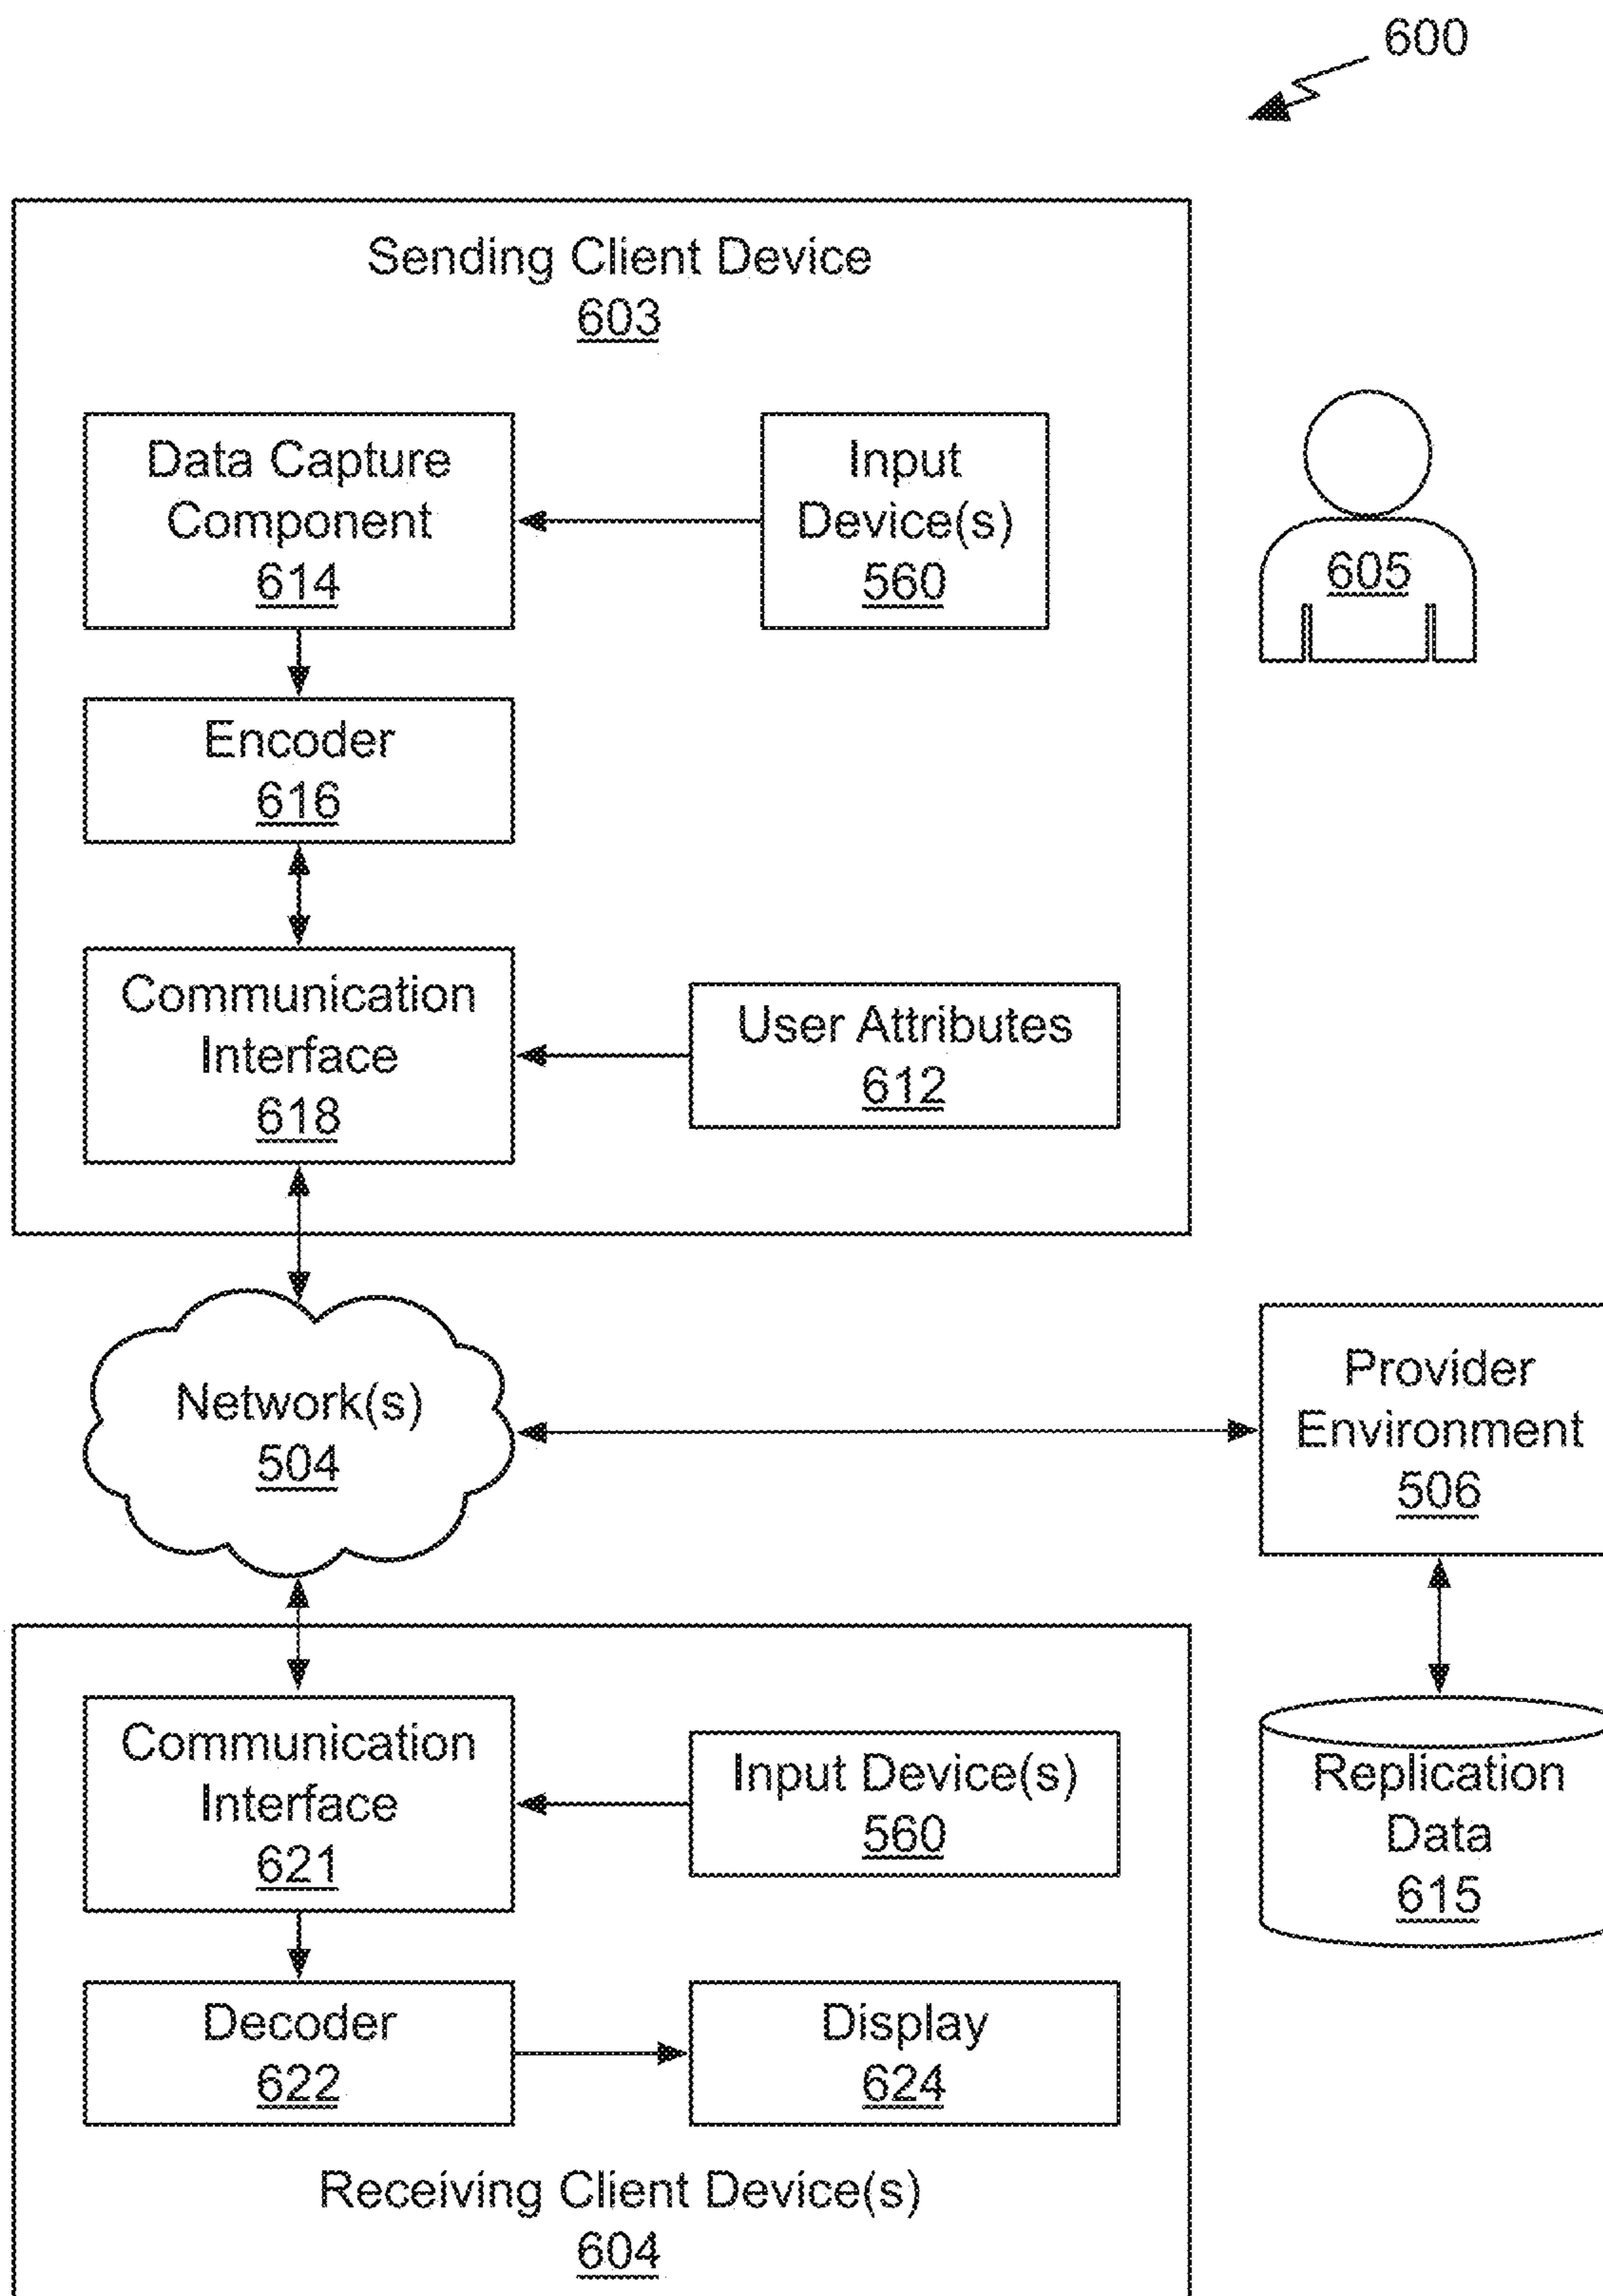 600
Sending Client Device
603
Data Capture
Component
614
Input
Device(s)
560
605
Encoder
616
Communication
Interface
618
User Attributes
612
Network(s)
504
Provider
Environment
506
Communication
Interface
621
Input Device(s)
560
Replication
Data
615
Decoder
622
Display
624
Receiving Client Device(s)
604